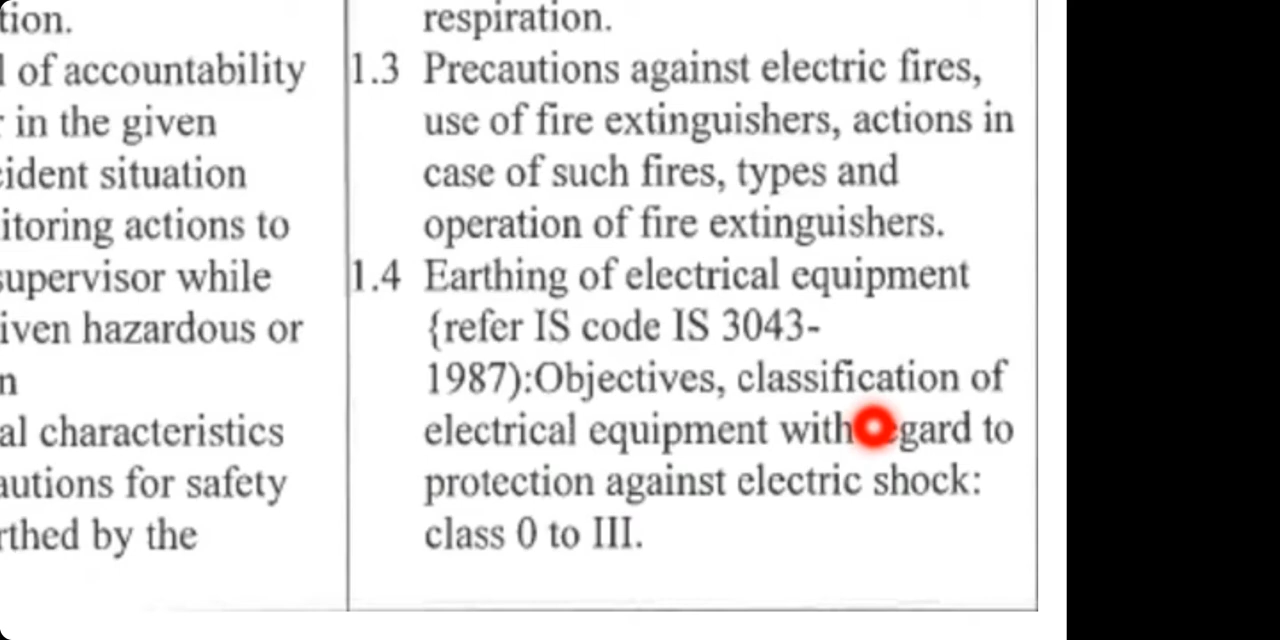 tion.
of accountability
in the given
ident situation
itoring actions to
supervisor while
iven hazardous or
n
al characteristics
autions for safety
rthed by the
respiration.
1.3 Precautions against electric fires,
use of fire extinguishers, actions in
case of such fires, types and
operation of fire extinguishers.
1.4 Earthing of electrical equipment
{refer IS code IS 3043-
1987):Objectives, classification of
electrical equipment with gard to
protection against electric shock:
class 0 to III.